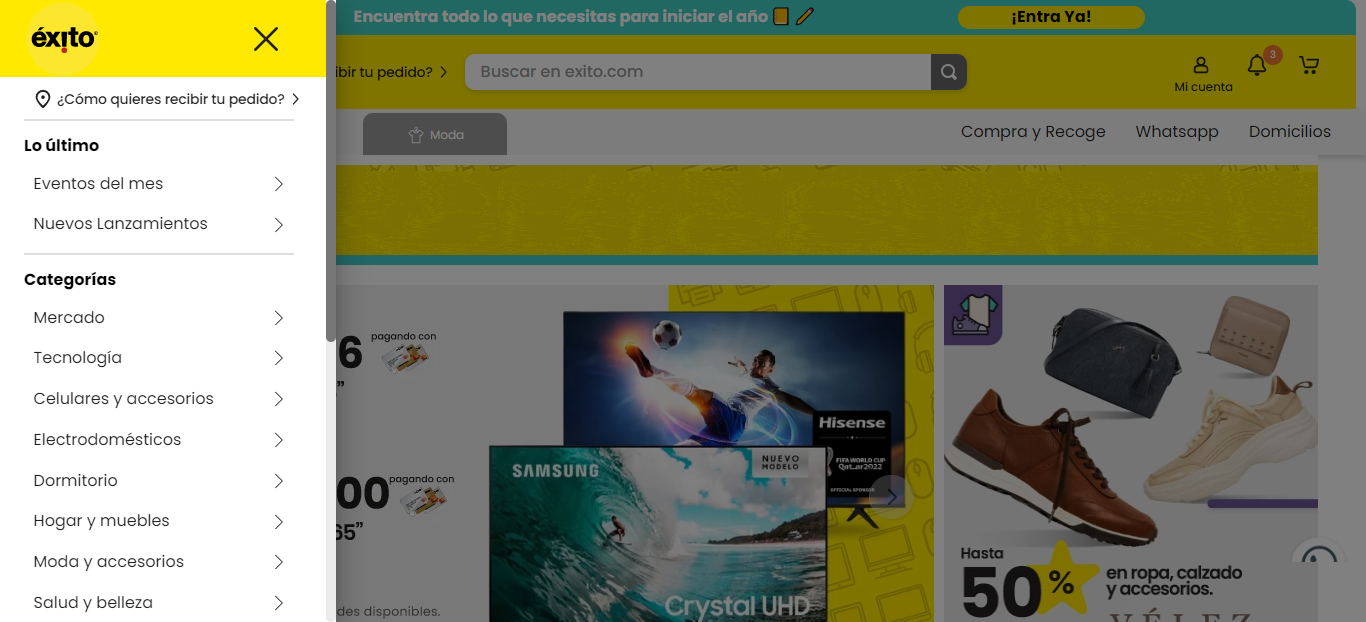 éxito
¿Cómo quieres recibir tu pedido?
Lo último
Eventos del mes
Nuevos Lanzamientos
Categorías
Mercado
Tecnología
Celulares y accesorios
Electrodomésticos
Dormitorio
Hogar y muebles
Moda y accesorios
Salud y belleza
Encuentra todo lo que necesitas para iniciar el año
¡Entra Ya!
ibir tu pedido?
Buscar en exito.com
Mi cuenta
3
Moda
Compra y Recoge
Whatsapp
Domicilios
6
pagando con
”
00
pagando con
65”
des disponibles.
Hisense
FIFA WORLD CUP
Qatar2022
OFFICIAL SPONSOR
SAMSUNG
NUEVO
MODELO
Crystal UHD
Hasta
50%
en ropa, calzado
y accesorios.
VÉLEZ